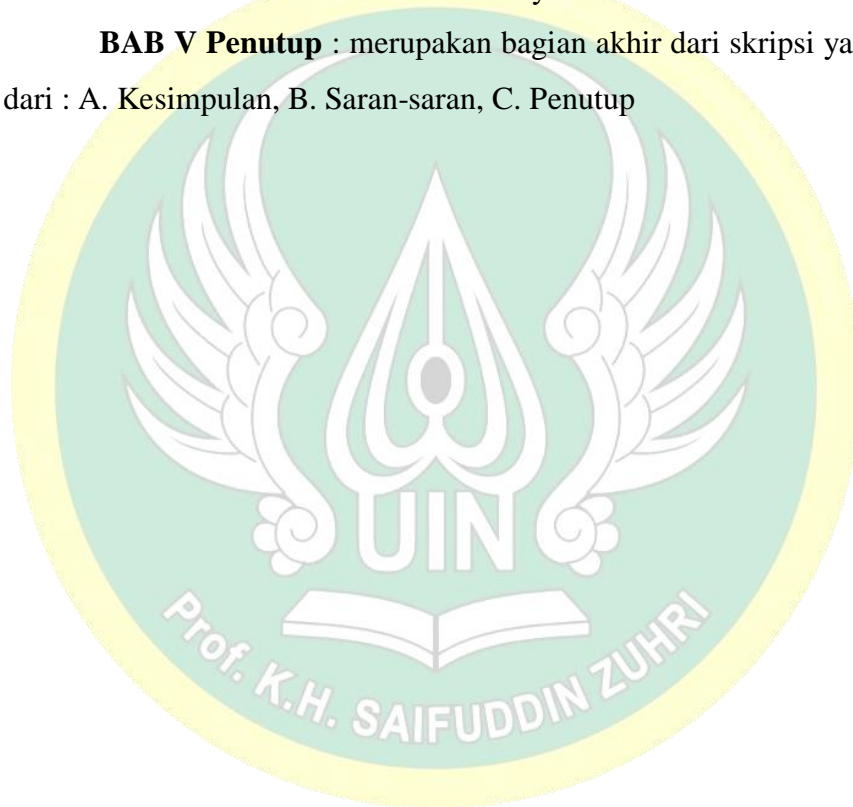 BAB V Penutup : merupakan bagian akhir dari skripsi ya
dari : A. Kesimpulan, B. Saran-saran, C. Penutup
UIN
Prof. K.H. SAIFUDDIN ZUHRI